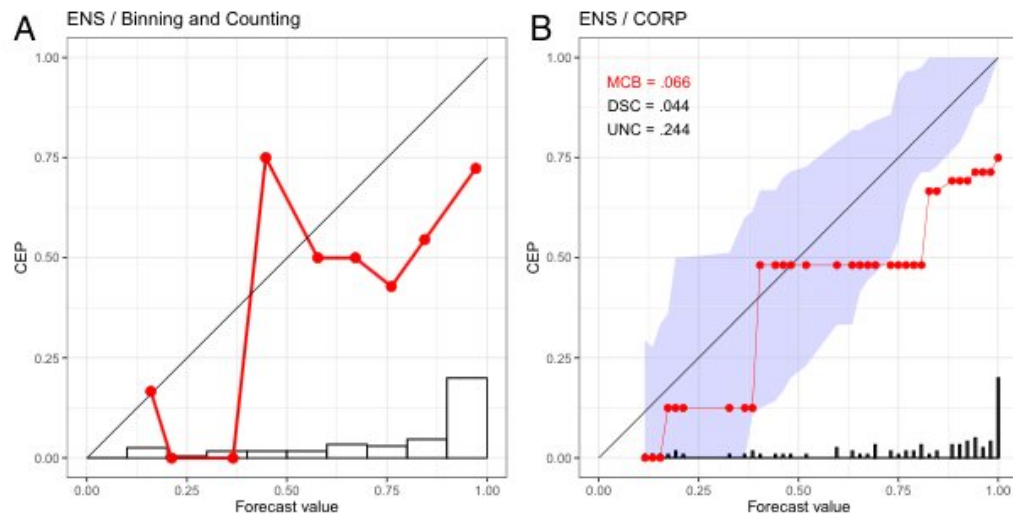 A ENS / Binning and Counting
1.00
0.75
0.50
0.25
0.00
CEP
0.00 0.25 0.50 0.75 1.00
Forecast value
B ENS / CORP
MCB = .066
DSC = .044
UNC = .244
1.00
0.75
0.50
0.25
0.00
CEP
0.00 0.25 0.50 0.75 1.00
Forecast value